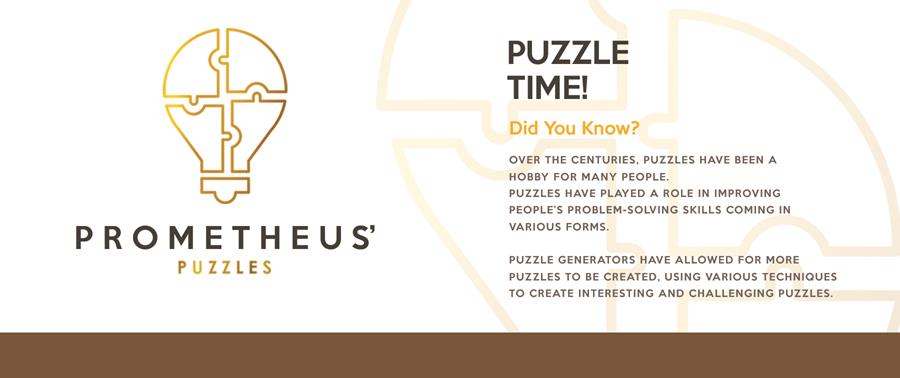 PROMETHEUS'
PUZZLES
PUZZLE
TIME!
Did You Know?
OVER THE CENTURIES, PUZZLES HAVE BEEN A
HOBBY FOR MANY PEOPLE.
PUZZLES HAVE PLAYED A ROLE IN IMPROVING
PEOPLE'S PROBLEM-SOLVING SKILLS COMING IN
VARIOUS FORMS.
PUZZLE GENERATORS HAVE ALLOWED FOR MORE
PUZZLES TO BE CREATED, USING VARIOUS TECHNIQUES
TO CREATE INTERESTING AND CHALLENGING PUZZLES.